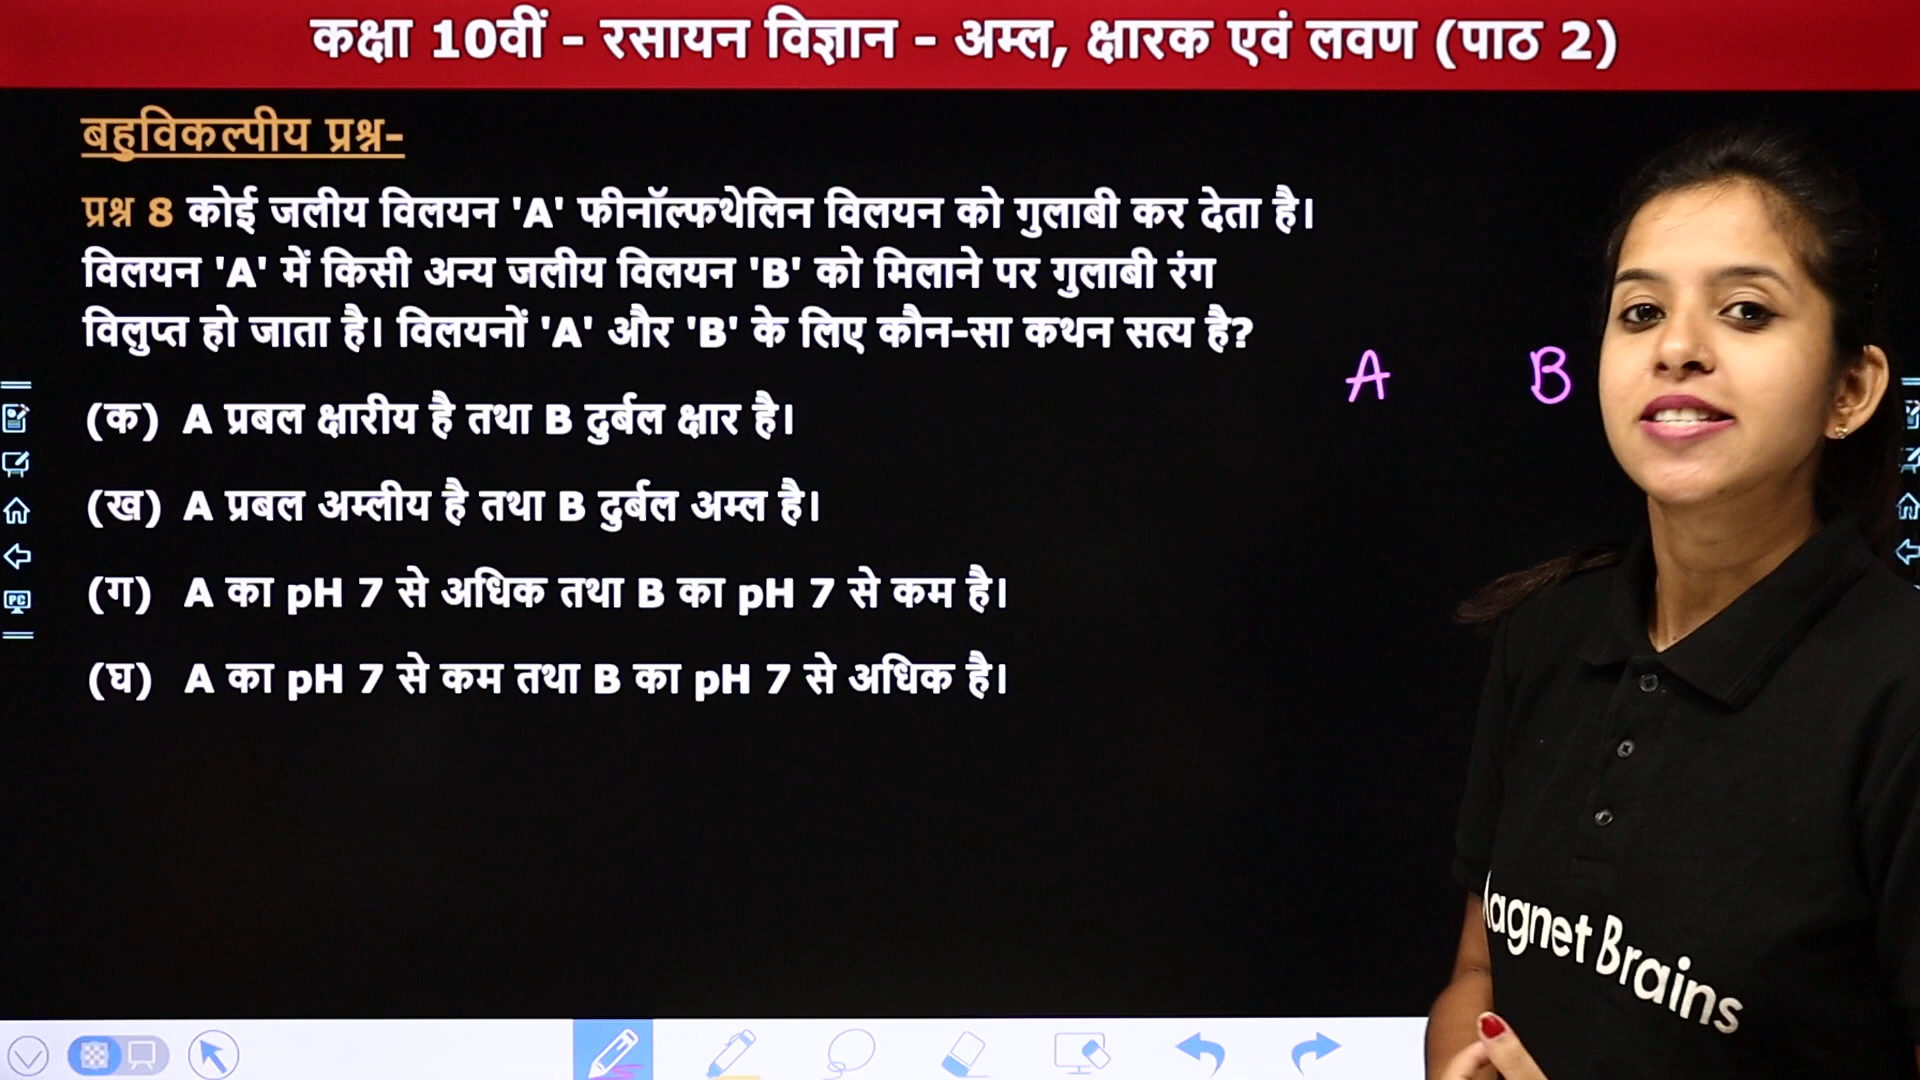 कक्षा 10वीं - रसायन विज्ञान - अम्ल, क्षारक एवं लवण (पाठ 2)
बहुविकल्पीय प्रश्न-
प्रश्न 8 कोई जलीय विलयन 'A' फीनॉल्फथेलिन विलयन को गुलाबी कर देता है।
विलयन 'A' में किसी अन्य जलीय विलयन 'B' को मिलाने पर गुलाबी रंग
विलुप्त हो जाता है। विलयनों 'A' और 'B' के लिए कौन-सा कथन सत्य है?
A B
(क) A प्रबल क्षारीय है तथा B दुर्बल क्षार है।
(ख) A प्रबल अम्लीय है तथा B दुर्बल अम्ल है।
(ग) A का pH 7 से अधिक तथा B का pH 7 से कम है।
(घ) A का pH 7 से कम तथा B का pH 7 से अधिक है।
PC
agnet Brains